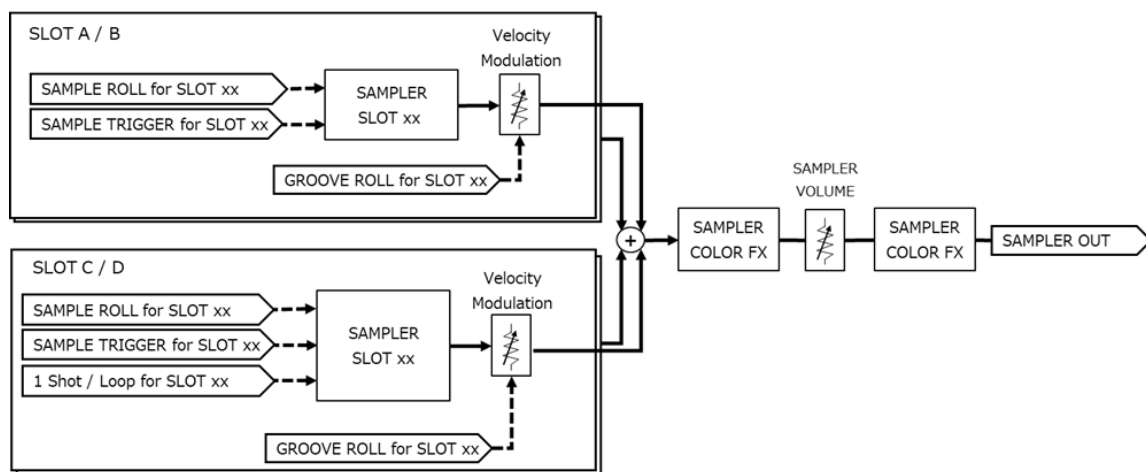 SLOT A / B
Velocity
Modulation
SAMPLE ROLL for SLOT xx
SAMPLE TRIGGER for SLOT xx
SAMPLER
SLOT xx
GROOVE ROLL for SLOT xx
SLOT C / D
Velocity
Modulation
SAMPLE ROLL for SLOT xx
SAMPLE TRIGGER for SLOT xx
1 Shot / Loop for SLOT xx
SAMPLER
SLOT xx
GROOVE ROLL for SLOT xx
+
SAMPLER
COLOR FX
SAMPLER
VOLUME
SAMPLER
COLOR FX
SAMPLER OUT